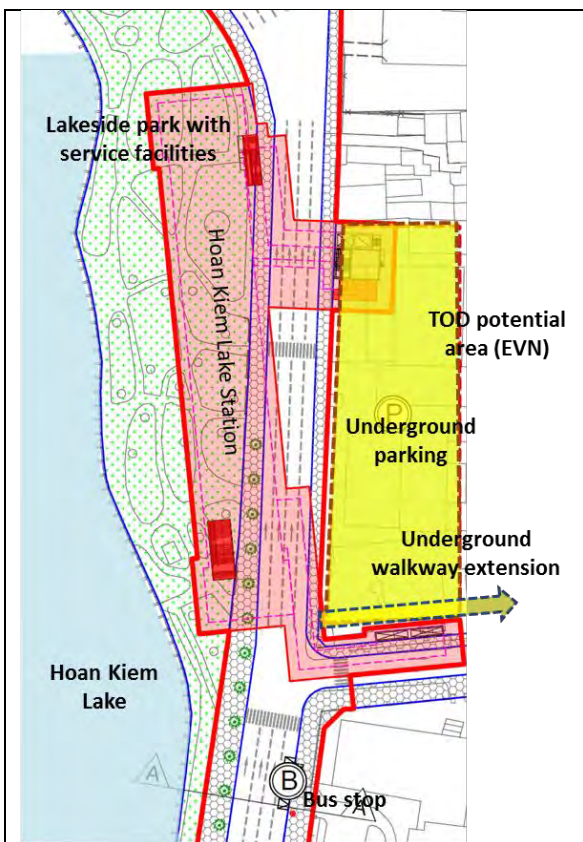 Lakeside park with
service facilities
Hoan Kiem Lake Station
TOD potential
area (EVN)
P
Underground
parking
Underground
walkway extension
Hoan Kiem
Lake
A
B
Bus stop
A